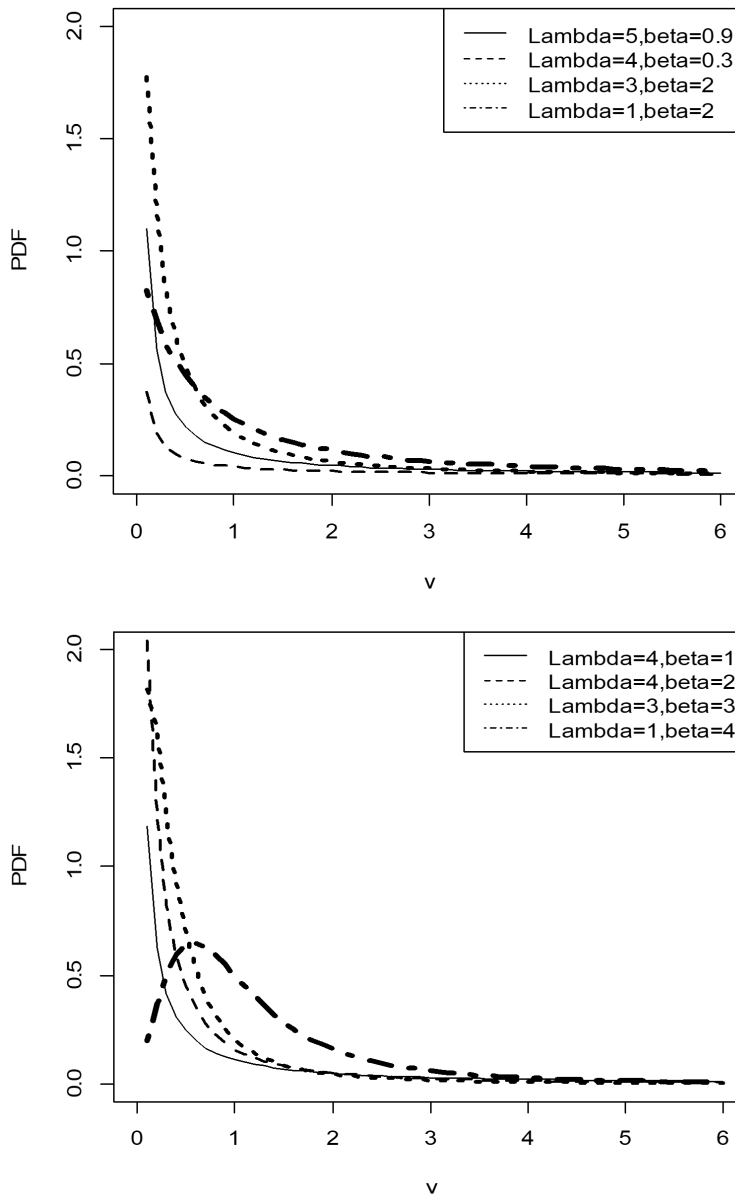 2.0
1.5
1.0
0.5
0.0
PDF
Lambda=5,beta=0.9
Lambda=4,beta=0.3
Lambda=3,beta=2
Lambda=1,beta=2
0 1 2 3 4 5 6
v
2.0
1.5
1.0
0.5
0.0
PDF
Lambda=4,beta=1
Lambda=4,beta=2
Lambda=3,beta=3
Lambda=1,beta=4
0 1 2 3 4 5 6
v